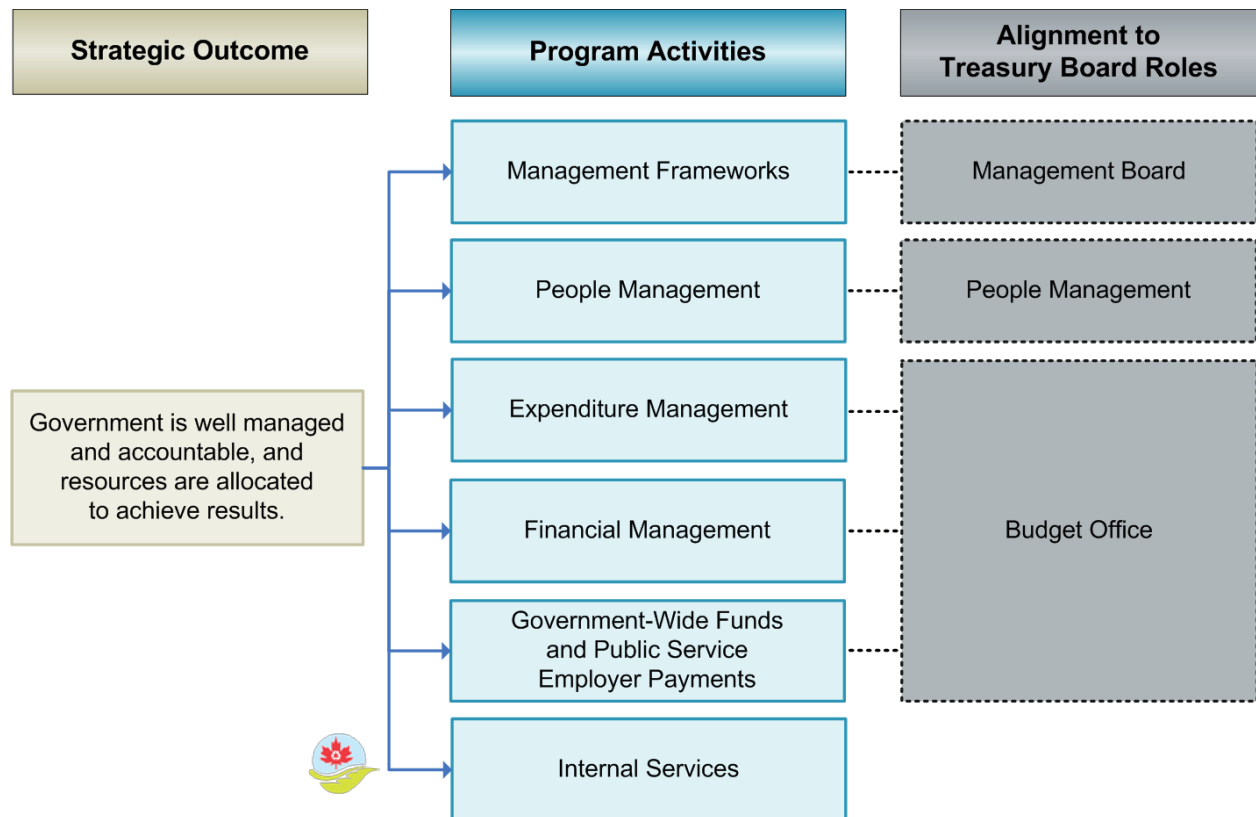 Strategic Outcome
Program Activities
Alignment to
Treasury Board Roles
Management Frameworks
Management Board
People Management
People Management
Government is well managed
and accountable, and
resources are allocated
to achieve results.
Expenditure Management
Financial Management
Budget Office
Government-Wide Funds
and Public Service
Employer Payments
Internal Services